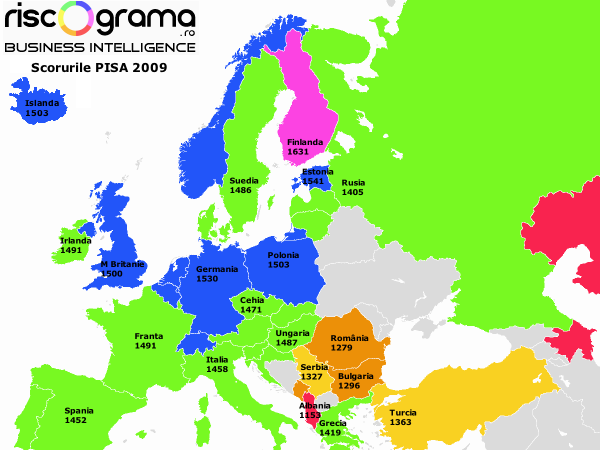 riscograma
.ro
BUSINESS INTELLIGENCE
Scorurile PISA 2009
Islanda
1503
Finlanda
1631
Estonia
1541
Suedia
1486
Rusia
1405
Irlanda
1491
M Britanie
1500
Germania
1530
Polonia
1503
Cehia
1471
Franta
1491
Ungaria
1487
România
1279
Italia
1458
Serbia
1327
Bulgaria
1296
Albania
1153
Spania
1452
Grecia
1419
Turcia
1363